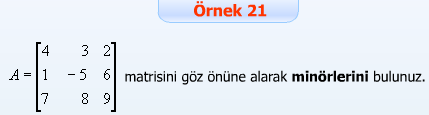 Örnek 21
4 3 2
A = 1 - 5 6 matrisini göz önüne alarak minörlerini bulunuz.
7 8 9